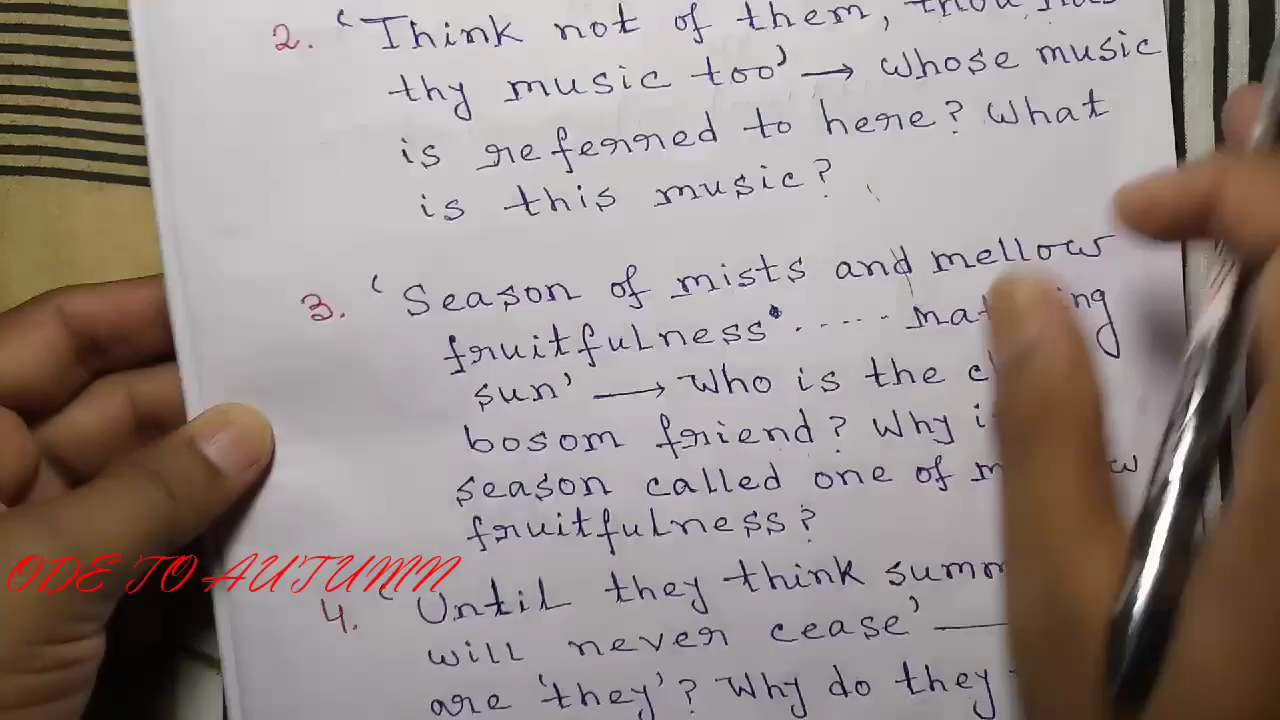 2. 'Think not of them, thou
thy music too' → whose music
is referred to here? What
is this music?
3. 'Season of mists and mellow
fruitfulness' ..... 
sun' → Who is the
bosom friend? Why
season called one of
fruitfulness?
ODE TO AUTUMN
4. 'Until they think
will never cease' —
are 'they'? Why do they